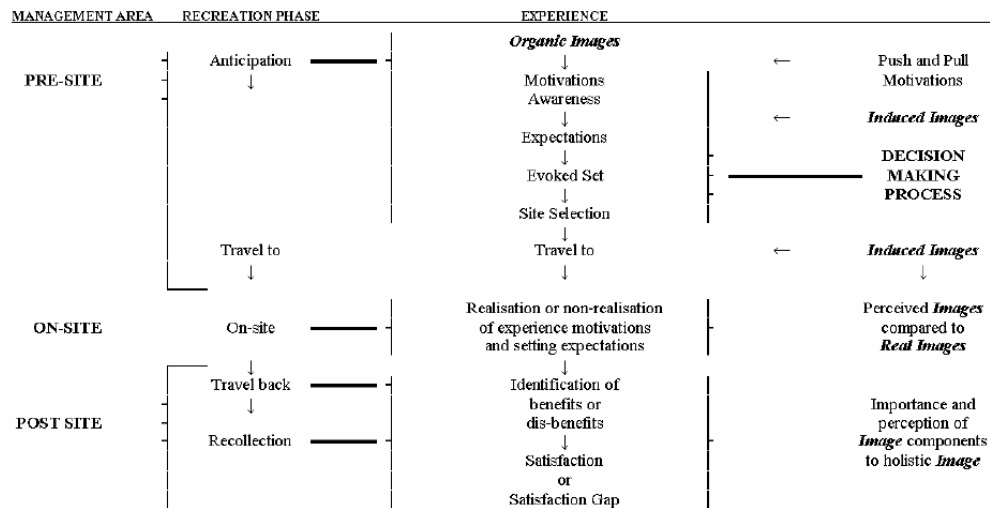 MANAGEMENT AREA RECREATION PHASE EXPERIENCE
Organic Images
Anticipation ← Push and Pull
PRE-SITE ↓ Motivations Motivations
Awareness
↓ ← Induced Images
Expectations
↓ DECISION
Evoked Set MAKING
↓ PROCESS
Site Selection
↓
Travel to Travel to ← Induced Images
↓ ↓ ↓
Realisation or non-realisation Perceived Images
ON-SITE On-site of experience motivations compared to
and setting expectations Real Images
↓
Travel back Identification of
↓ benefits or Importance and
POST SITE dis-benefits perception of
Recollection ↓ Image components
Satisfaction to holistic Image
or
Satisfaction Gap